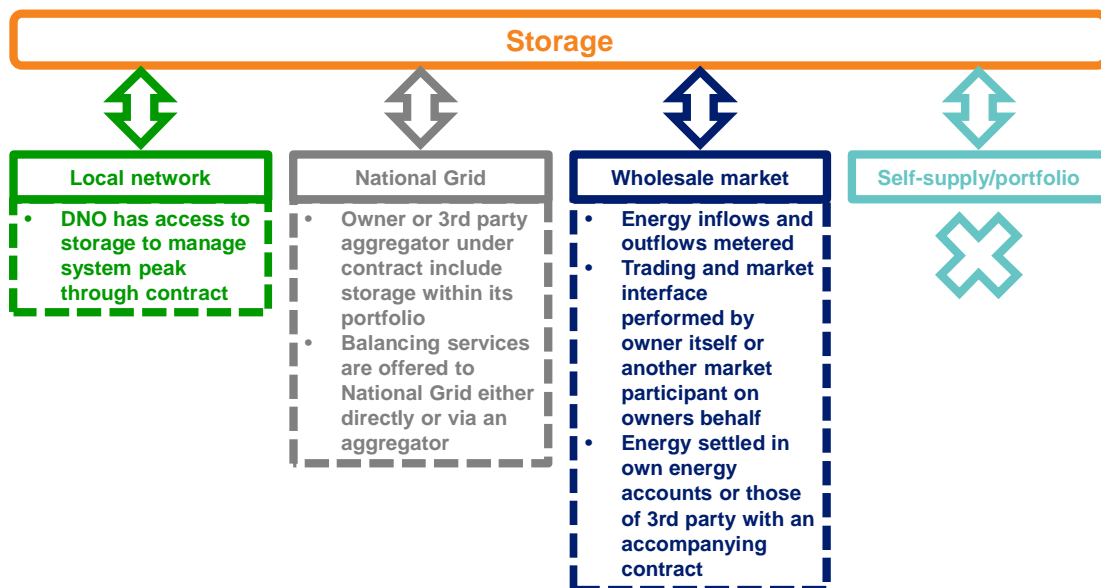 Storage
Local network
• DNO has access to
storage to manage
system peak
through contract
National Grid
• Owner or 3rd party
aggregator under
contract include
storage within its
portfolio
• Balancing services
are offered to
National Grid either
directly or via an
aggregator
Wholesale market
• Energy inflows and
outflows metered
• Trading and market
interface
performed by
owner itself or
another market
participant on
owners behalf
• Energy settled in
own energy
accounts or those
of 3rd party with an
accompanying
contract
Self-supply/portfolio